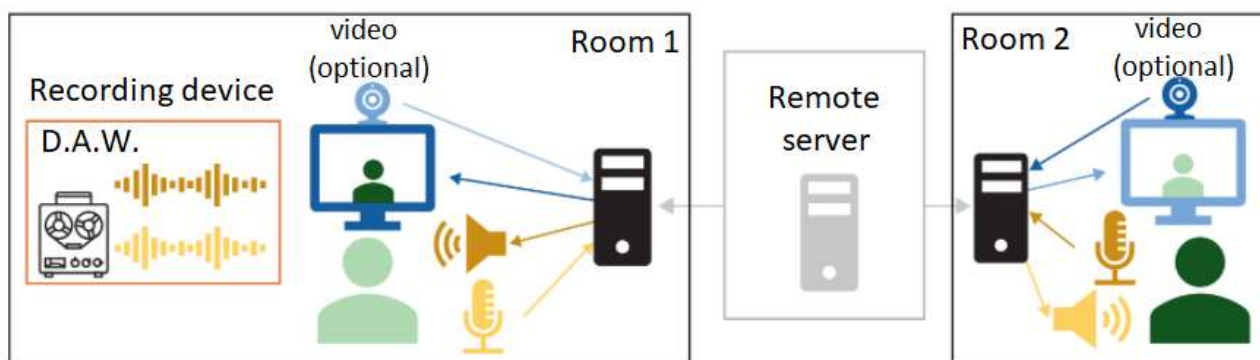 video
(optional)
Room 1
Recording device
D.A.W.
Remote
server
Room 2
video
(optional)